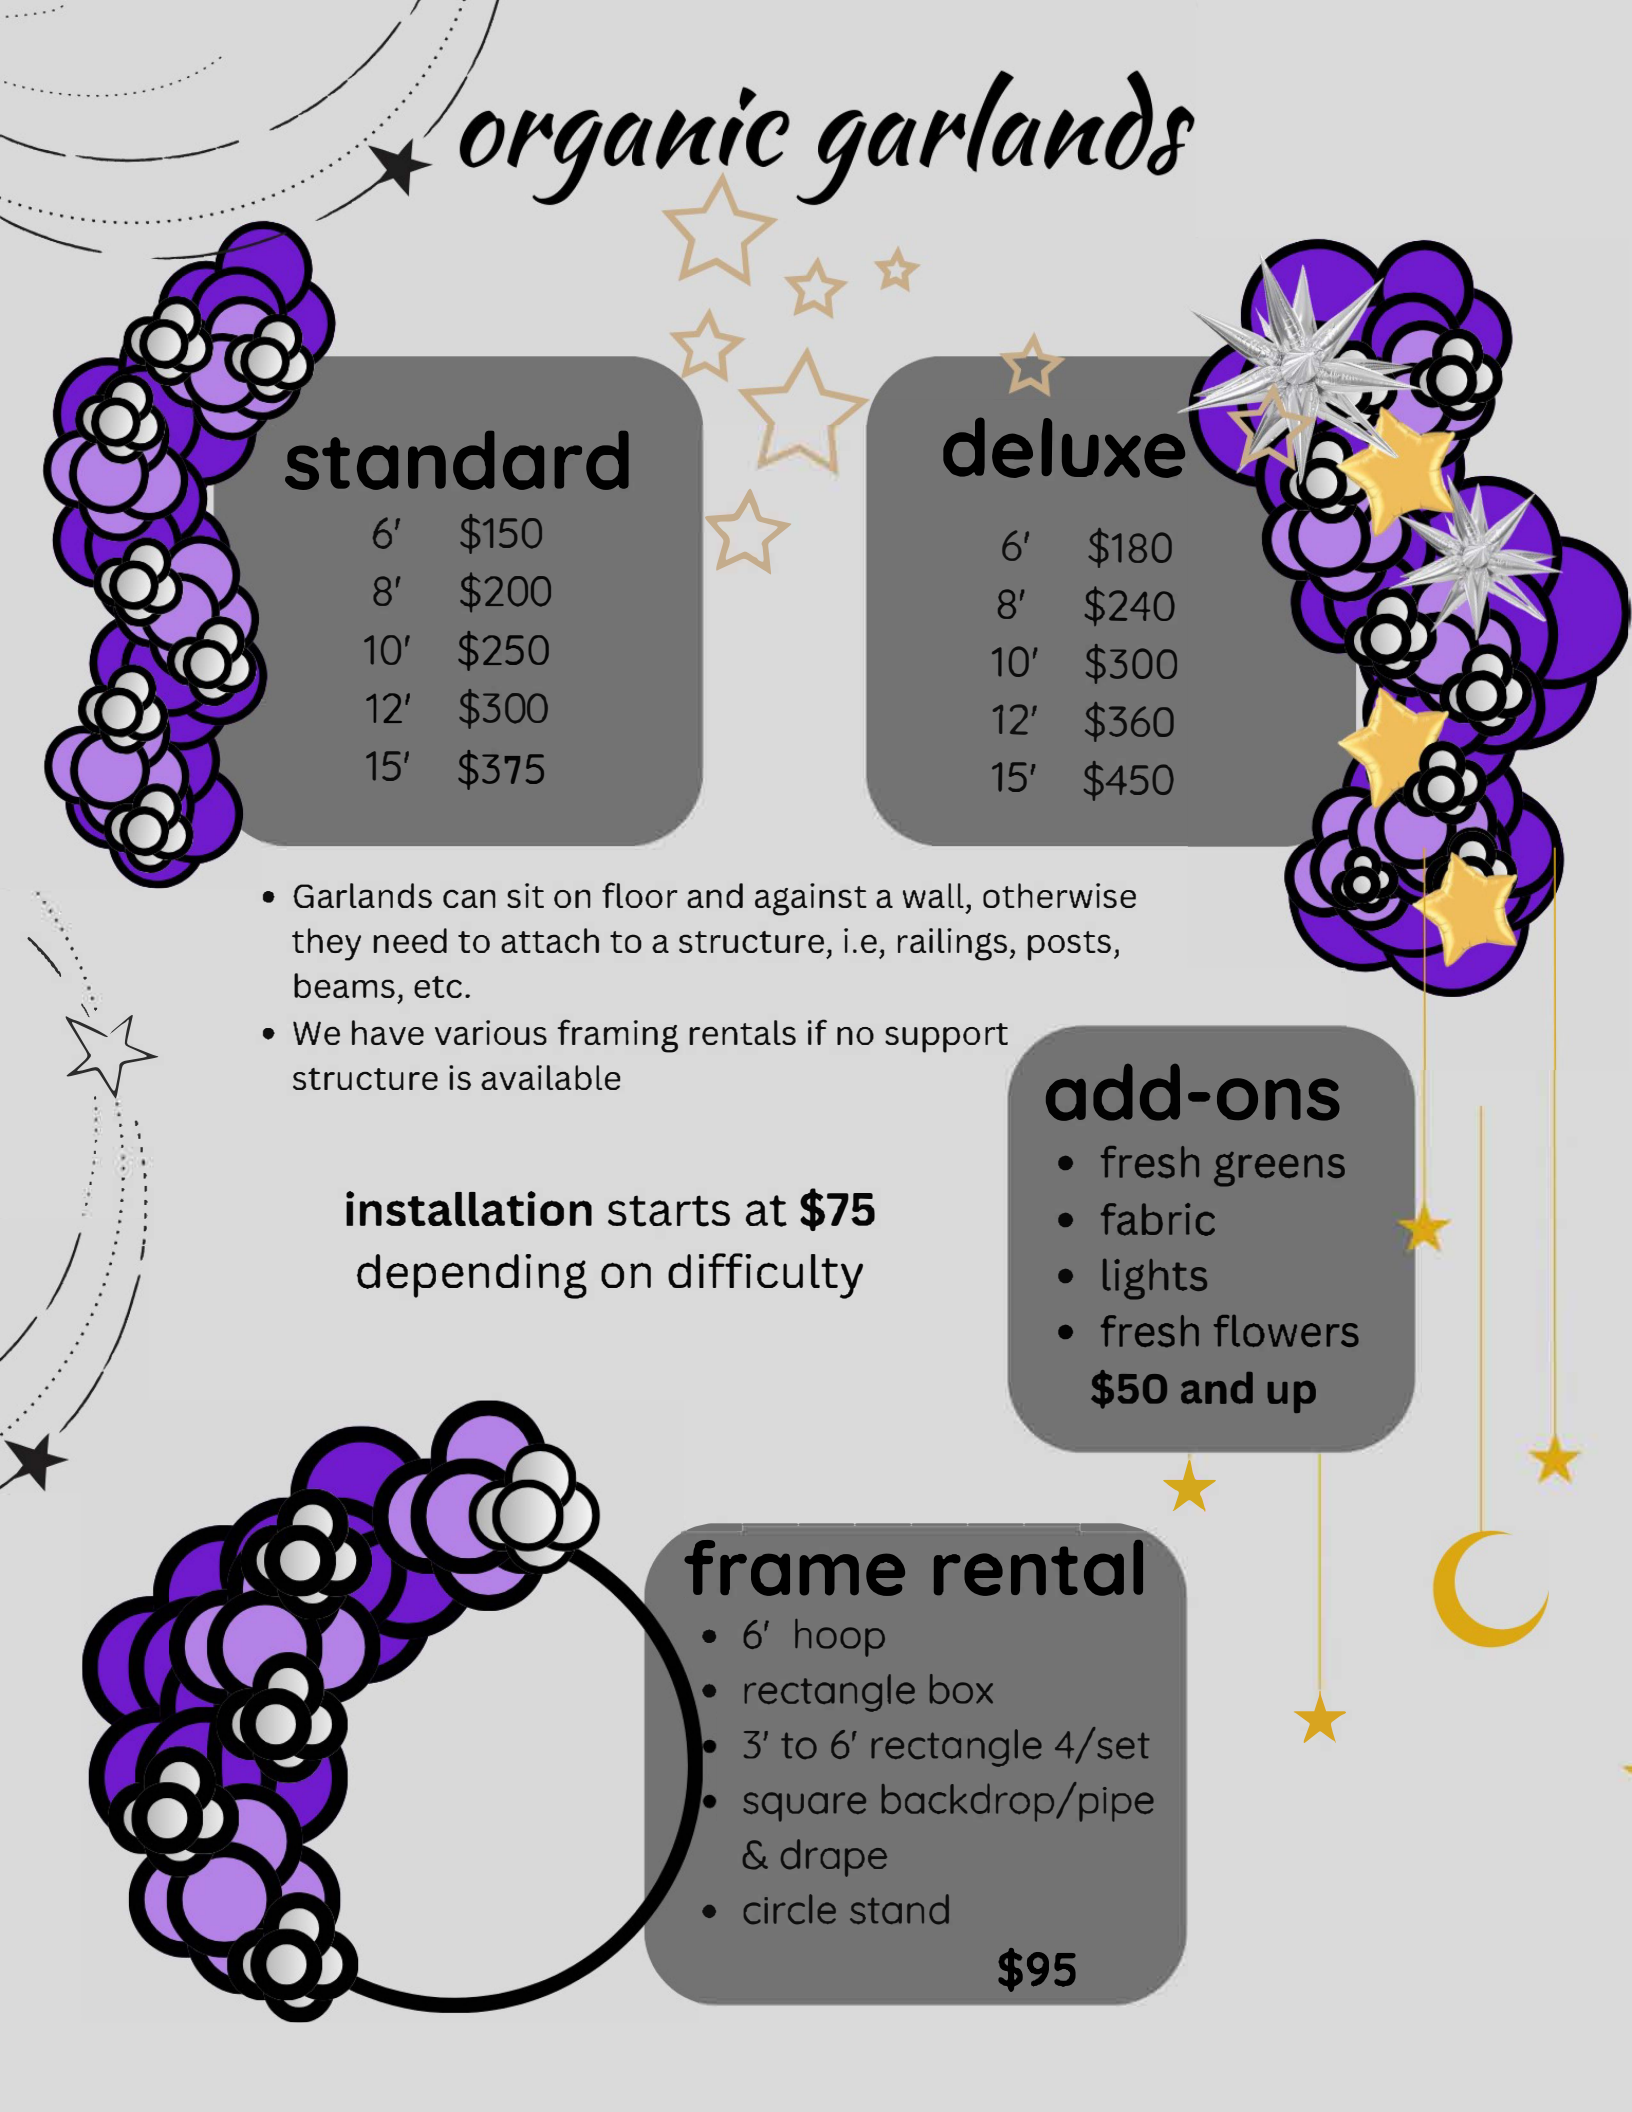 organic garlands
standard
6' $150
8' $200
10' $250
12' $300
15' $375
deluxe
6' $180
8' $240
10' $300
12' $360
15' $450
• Garlands can sit on floor and against a wall, otherwise
they need to attach to a structure, i.e, railings, posts,
beams, etc.
• We have various framing rentals if no support
structure is available
installation starts at $75
depending on difficulty
add-ons
• fresh greens
• fabric
• lights
• fresh flowers
$50 and up
frame rental
• 6' hoop
• rectangle box
• 3' to 6' rectangle 4/set
• square backdrop/pipe
& drape
• circle stand
$95